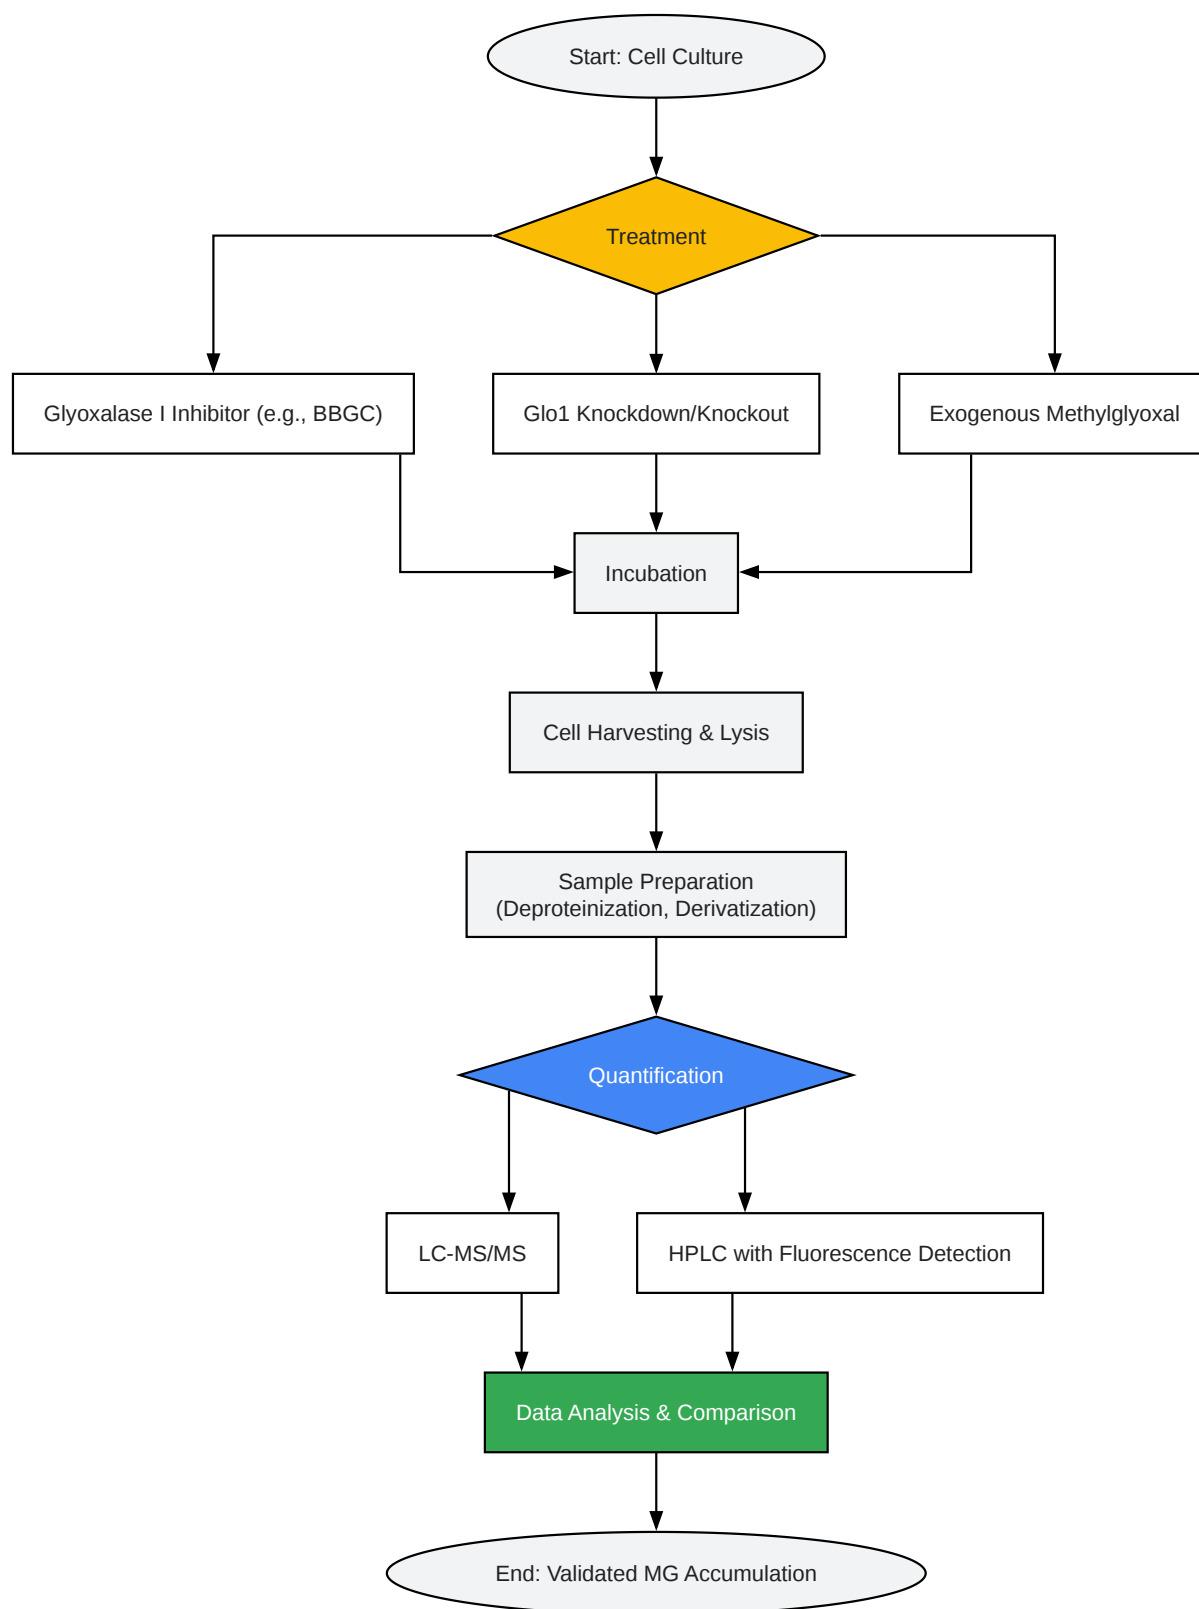 Start: Cell Culture
Treatment
Glyoxalase I Inhibitor (e.g., BBGC)
Glo1 Knockdown/Knockout
Exogenous Methylglyoxal
Incubation
Cell Harvesting & Lysis
Sample Preparation
(Deproteinization, Derivatization)
Quantification
LC-MS/MS
HPLC with Fluorescence Detection
Data Analysis & Comparison
End: Validated MG Accumulation